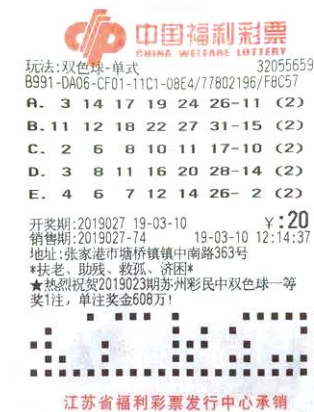 中国福利彩票
CHINA WELFARE LOTTERY
玩法:双色球-单式 32055659
B991-DA06-CF01-11C1-08E4/77802196/F8C57
A. 3 14 17 19 24 26-11 (2)
B.11 12 18 22 27 31-15 (2)
C. 2 6 8 10 11 17-10 (2)
D. 3 8 11 16 20 28-14 (2)
E. 4 6 7 12 14 26- 2 (2)
开奖期:2019027 19-03-10 ￥:20
销售期:2019027-74 19-03-10 12:14:37
地址:张家港市塘桥镇镇中南路363号
*扶老、助残、救孤、济困*
★热烈祝贺2019023期苏州彩民中双色球一等
奖1注，单注奖金608万!
江苏省福利彩票发行中心承销